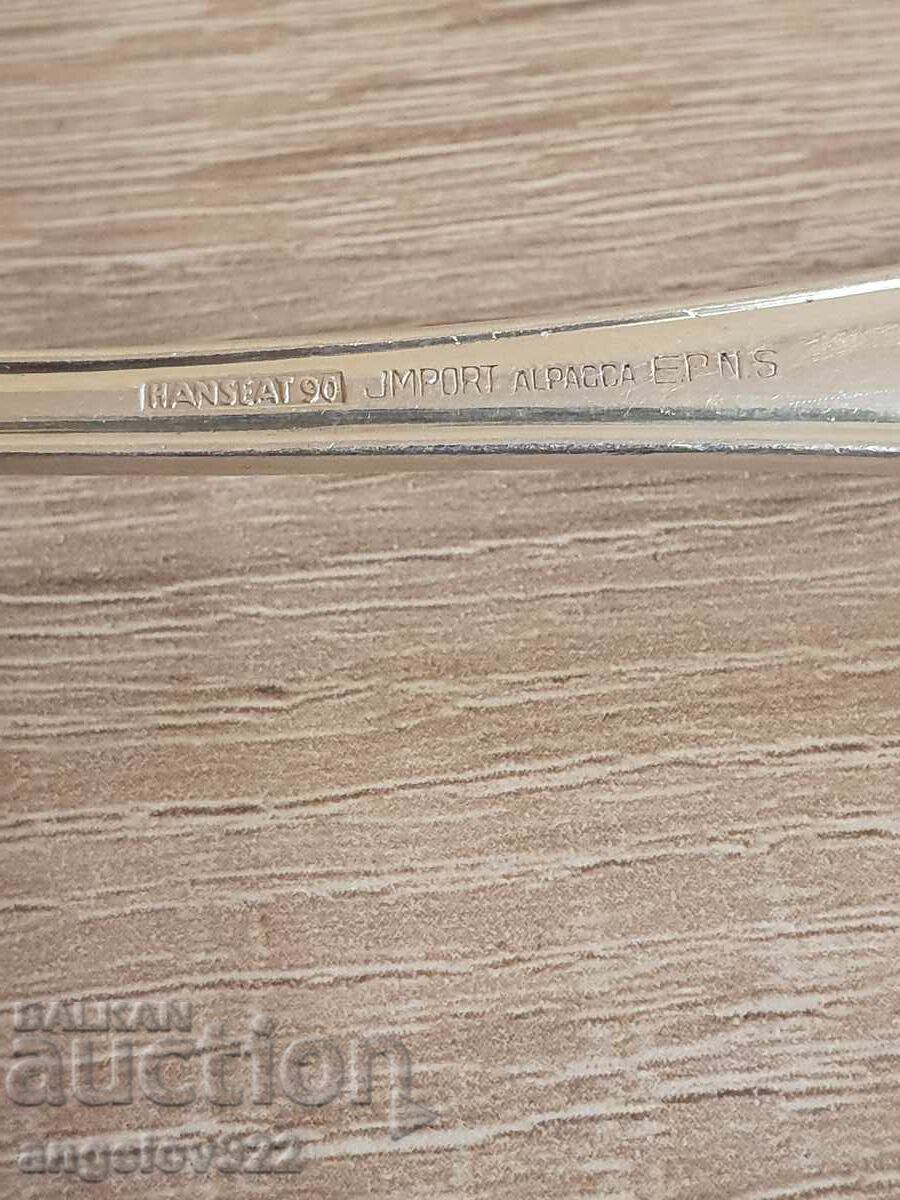 HANSEAT 90 JMPORT ALPACCA E.P.N.S
BALKAN
auction
angelov922